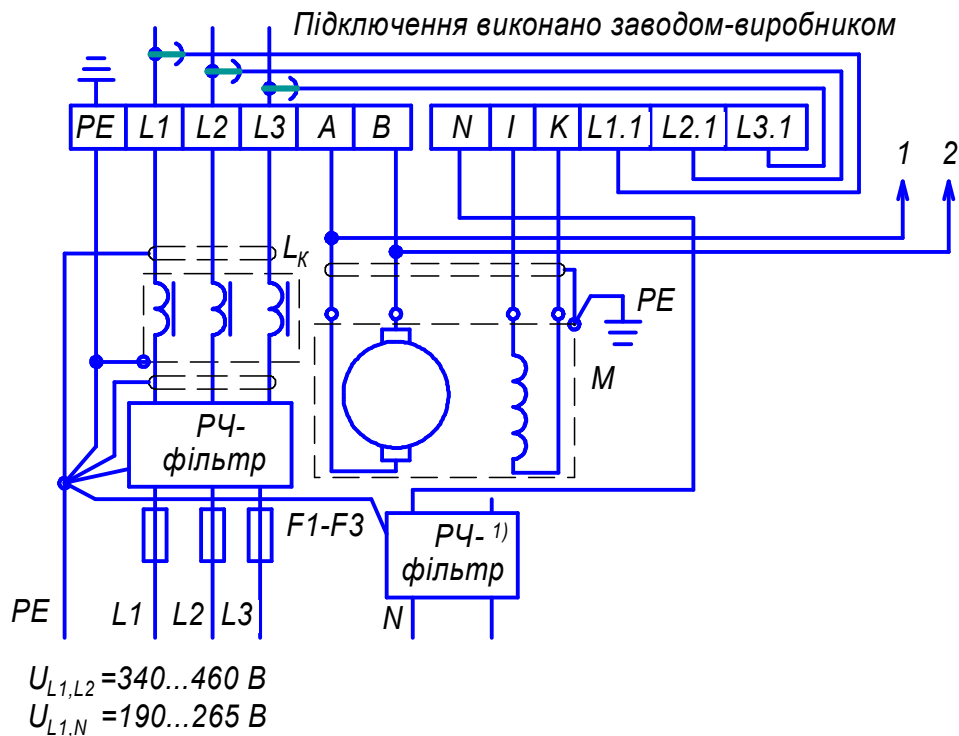 Підключення виконано заводом-виробником
PE L1 L2 L3 A B N I K L1.1 L2.1 L3.1
1 2
LК
PE
M
РЧ-
фільтр
F1-F3
РЧ- 1)
фільтр
PE L1 L2 L3 N
UL1,L2 =340...460 В
UL1,N =190...265 В